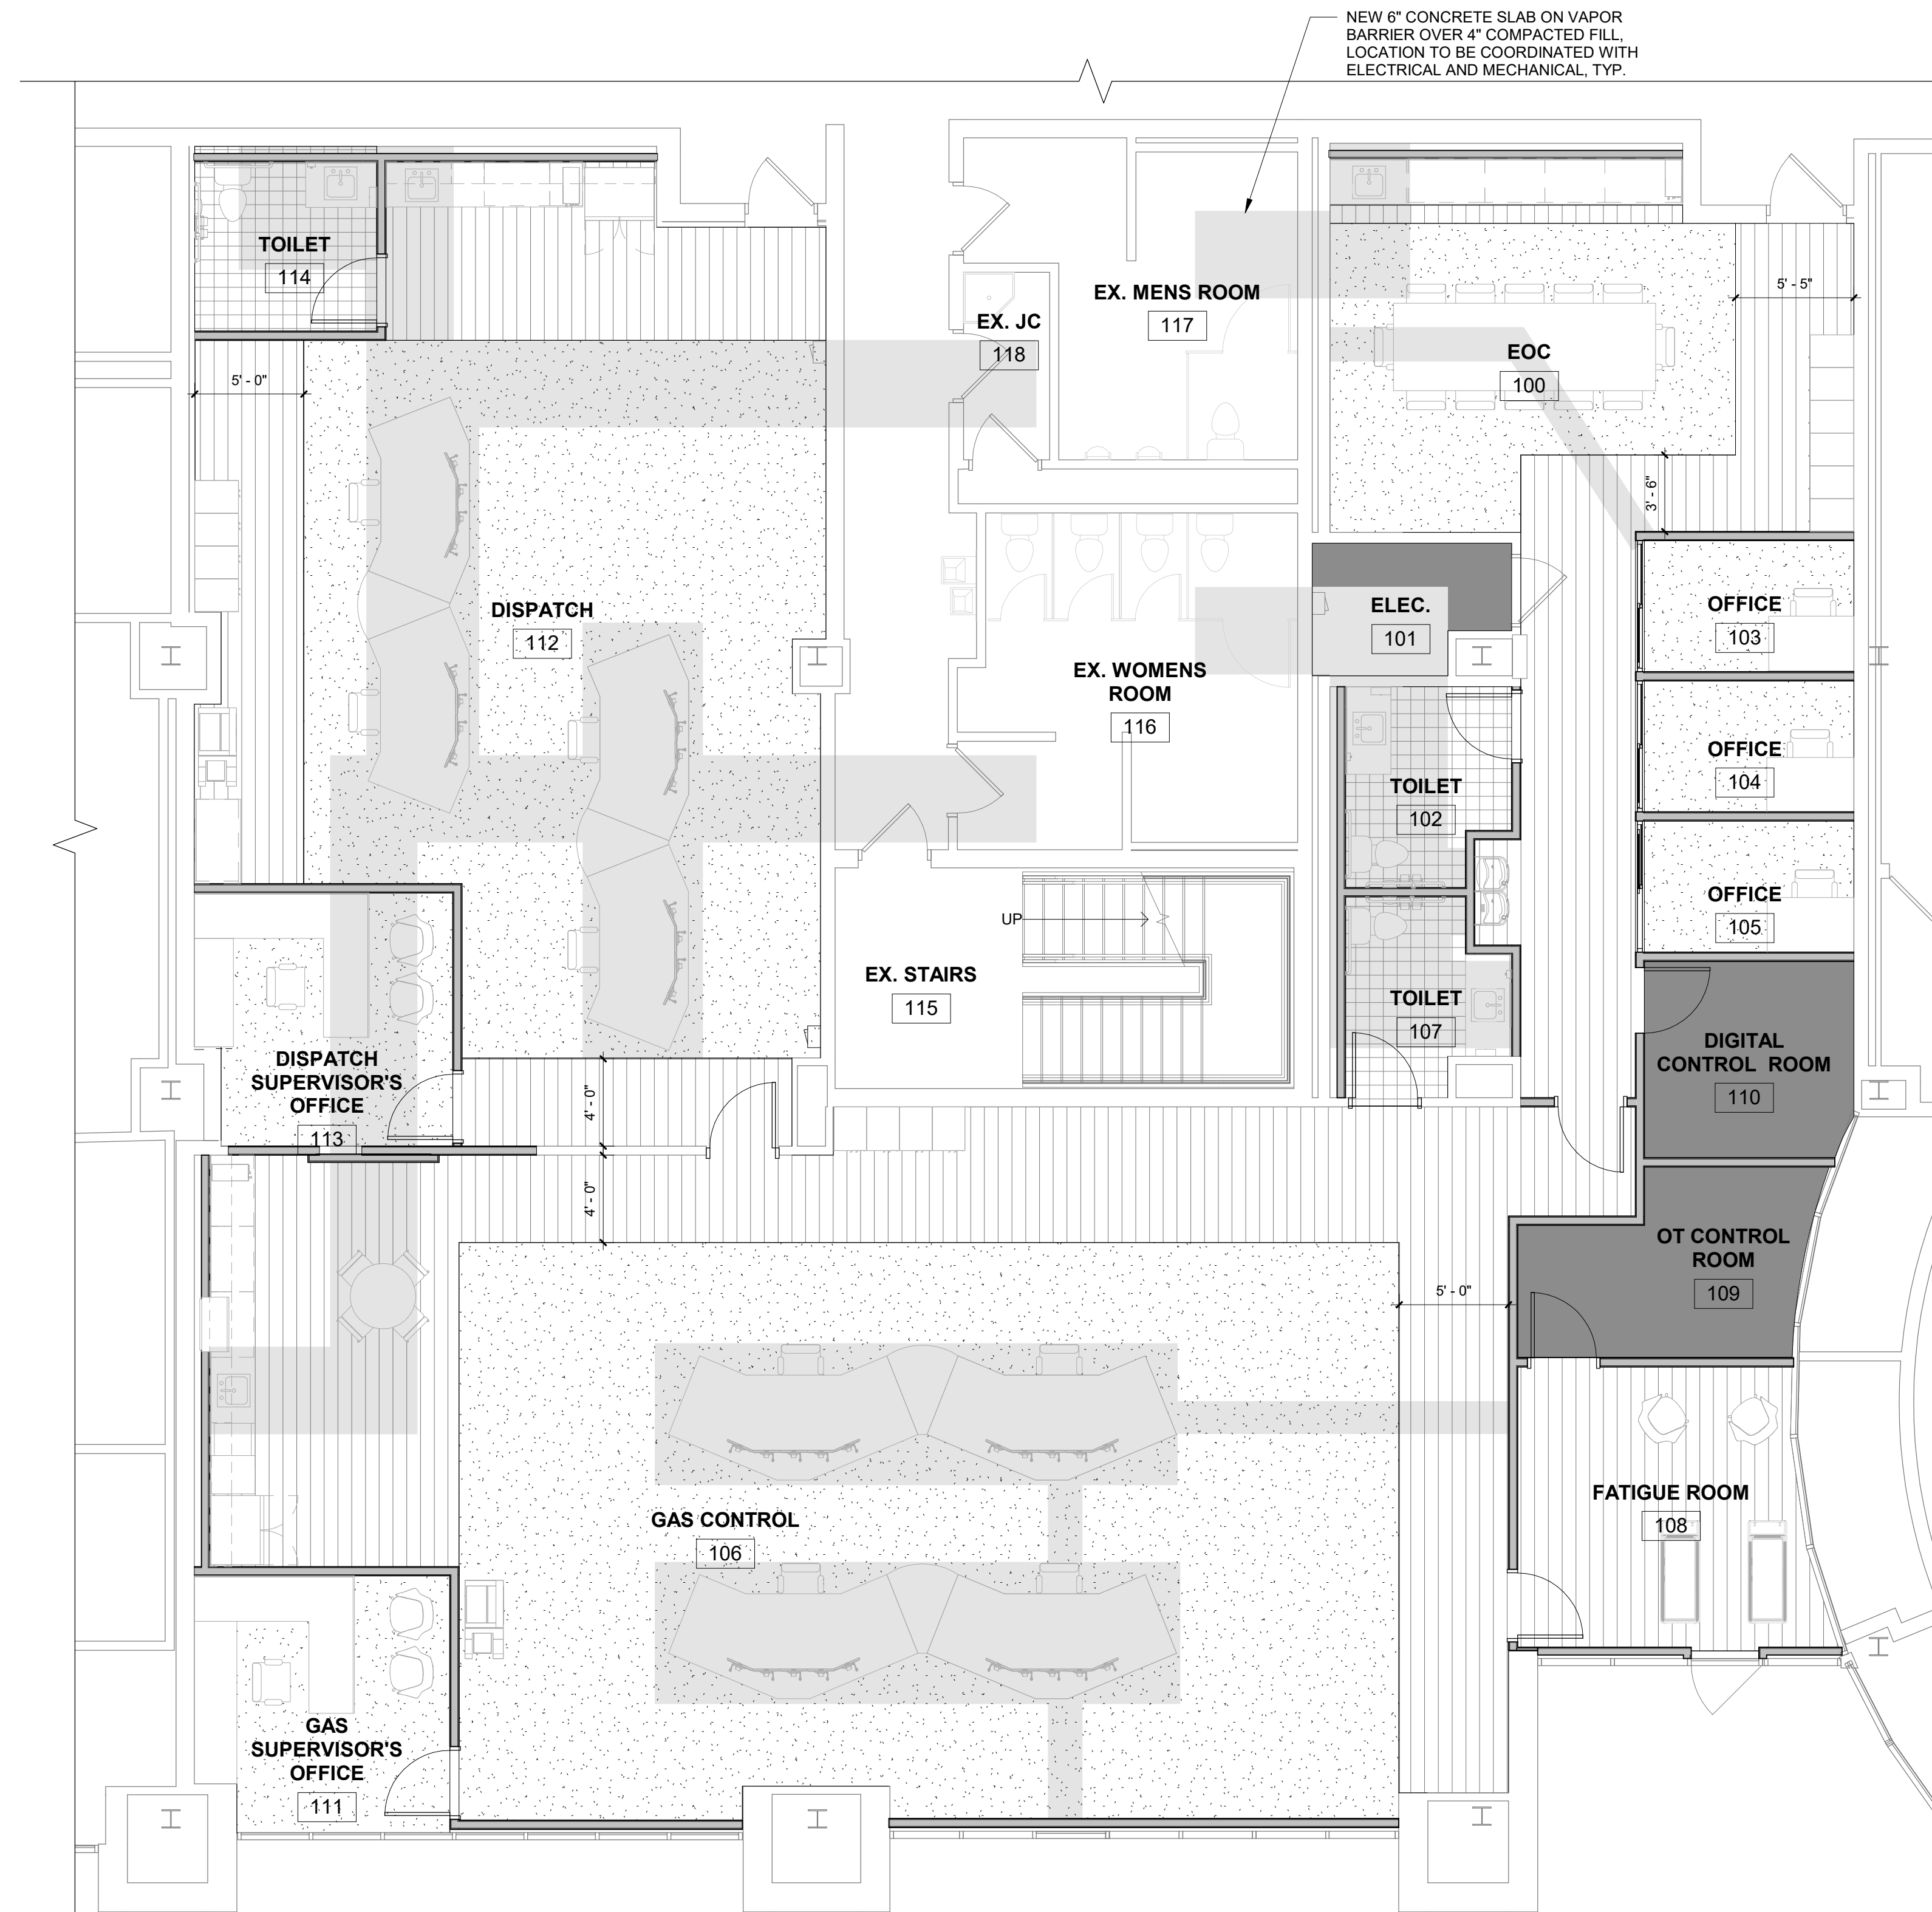 NEW 6" CONCRETE SLAB ON VAPOR
BARRIER OVER 4" COMPACTED FILL,
LOCATION TO BE COORDINATED WITH
ELECTRICAL AND MECHANICAL, TYP.
TOILET
114
EX. MENS ROOM
117
EX. JC
118
EOC
100
5' - 5"
5' - 0"
3' - 6"
DISPATCH
112
ELEC.
101
OFFICE
103
EX. WOMENS
ROOM
116
OFFICE
104
TOILET
102
OFFICE
105
UP
EX. STAIRS
115
TOILET
107
DISPATCH
SUPERVISOR'S
OFFICE
113
4' - 0"
DIGITAL
CONTROL ROOM
110
4' - 0"
OT CONTROL
ROOM
109
5' - 0"
GAS CONTROL
106
FATIGUE ROOM
108
GAS
SUPERVISOR'S
OFFICE
111